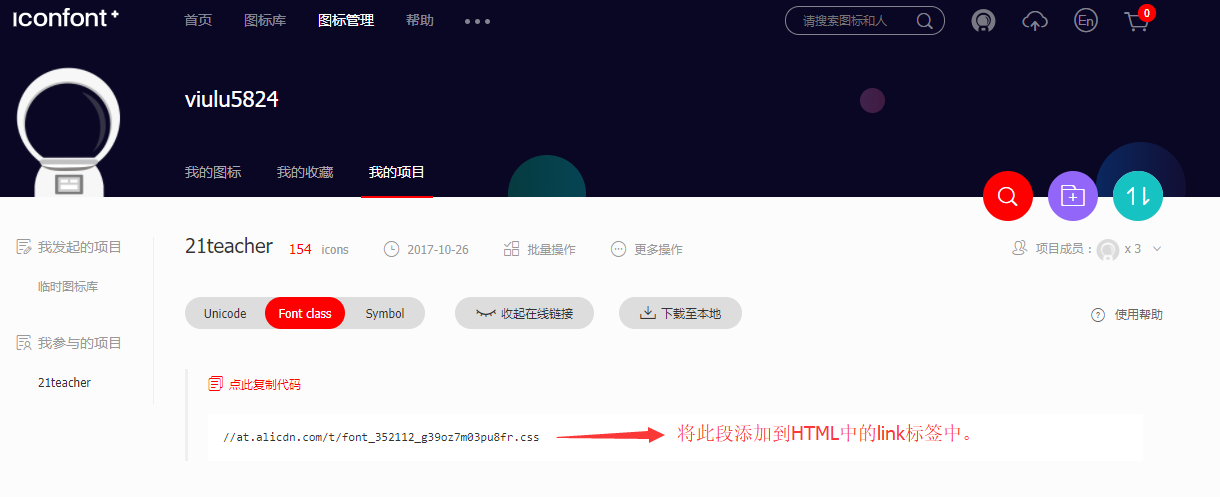 iconfont+ 首页 图标库 图标管理 帮助 ••• 请搜索图标和人 En 0
viulu5824
我的图标 我的收藏 我的项目
我发起的项目 21teacher 154 icons 2017-10-26 批量操作 更多操作 项目成员： x 3
临时图标库
Unicode Font class Symbol 收起在线链接 下载至本地 ? 使用帮助
我参与的项目
21teacher 点此复制代码
//at.alicdn.com/t/font_352112_g39oz7m03pu8fr.css 将此段添加到HTML中的link标签中。